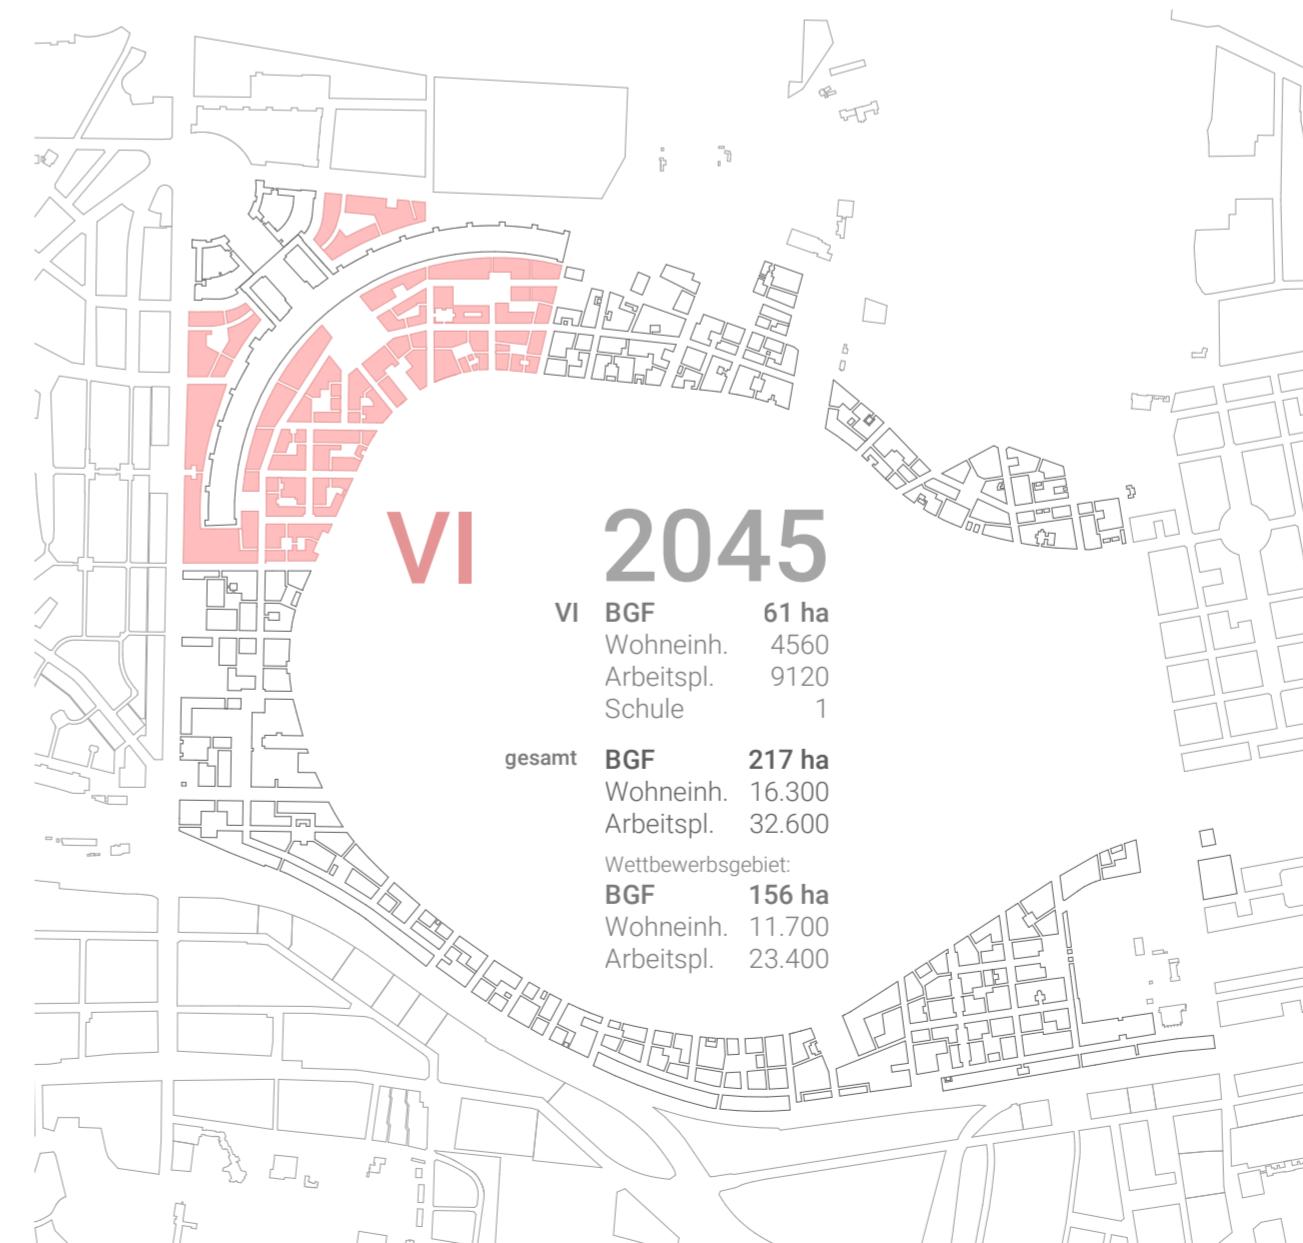 VI 2045
VI BGF 61 ha
Wohneinh. 4560
Arbeitspl. 9120
Schule 1
gesamt BGF 217 ha
Wohneinh. 16.300
Arbeitspl. 32.600
Wettbewerbsgebiet:
BGF 156 ha
Wohneinh. 11.700
Arbeitspl. 23.400